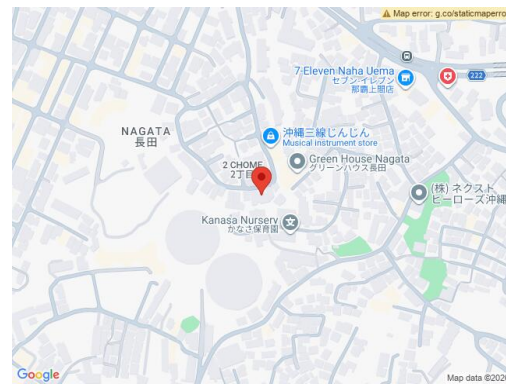 Map error: g.co/staticmaperro
7-Eleven Naha Uema
セブン-イレブン
那覇上間店
222
NAGATA
長田
沖縄三線じんじん
Musical instrument store
2 CHOME
2丁目
Green House Nagata
グリーンハウス長田
(株) ネクスト
ヒーローズ沖縄
Kanasa Nursery
かなさ保育園
Google
Map data ©202